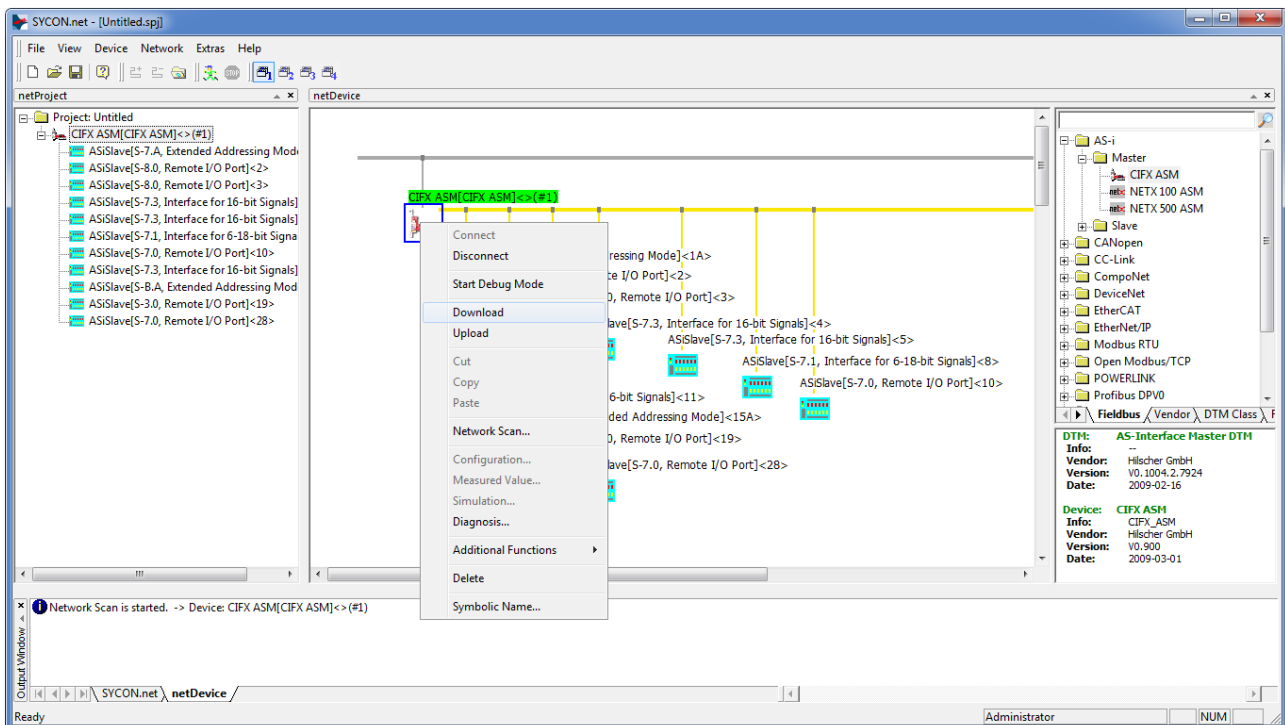 SYCON.net - [Untitled.spj]
File View Device Network Extras Help
netProject
netDevice
Project: Untitled
CIFX ASM[CIFX ASM]<>(#1)
ASiSlave[S-7.A, Extended Addressing Mode
ASiSlave[S-8.0, Remote I/O Port]<2>
ASiSlave[S-8.0, Remote I/O Port]<3>
ASiSlave[S-7.3, Interface for 16-bit Signals]
ASiSlave[S-7.3, Interface for 16-bit Signals]
ASiSlave[S-7.1, Interface for 6-18-bit Signa
ASiSlave[S-7.0, Remote I/O Port]<10>
ASiSlave[S-7.3, Interface for 16-bit Signals]
ASiSlave[S-B.A, Extended Addressing Mod
ASiSlave[S-3.0, Remote I/O Port]<19>
ASiSlave[S-7.0, Remote I/O Port]<28>
CIFX ASM[CIFX ASM]<>(#1)
ressing Mode]<1A>
te I/O Port]<2>
0, Remote I/O Port]<3>
lave[S-7.3, Interface for 16-bit Signals]<4>
ASiSlave[S-7.3, Interface for 16-bit Signals]<5>
ASiSlave[S-7.1, Interface for 6-18-bit Signals]<8>
ASiSlave[S-7.0, Remote I/O Port]<10>
6-bit Signals]<11>
ded Addressing Mode]<15A>
0, Remote I/O Port]<19>
lave[S-7.0, Remote I/O Port]<28>
Connect
Disconnect
Start Debug Mode
Download
Upload
Cut
Copy
Paste
Network Scan...
Configuration...
Measured Value...
Simulation...
Diagnosis...
Additional Functions
Delete
Symbolic Name...
AS-i
Master
CIFX ASM
NETX 100 ASM
NETX 500 ASM
Slave
CANopen
CC-Link
CompoNet
DeviceNet
EtherCAT
EtherNet/IP
Modbus RTU
Open Modbus/TCP
POWERLINK
Profibus DPV0
Fieldbus Vendor DTM Class F
DTM: AS-Interface Master DTM
Info: --
Vendor: Hilscher GmbH
Version: V0.1004.2.7924
Date: 2009-02-16
Device: CIFX ASM
Info: CIFX_ASM
Vendor: Hilscher GmbH
Version: V0.900
Date: 2009-03-01
Network Scan is started. -> Device: CIFX ASM[CIFX ASM]<>(#1)
Output Window
SYCON.net netDevice
Ready
Administrator
NUM